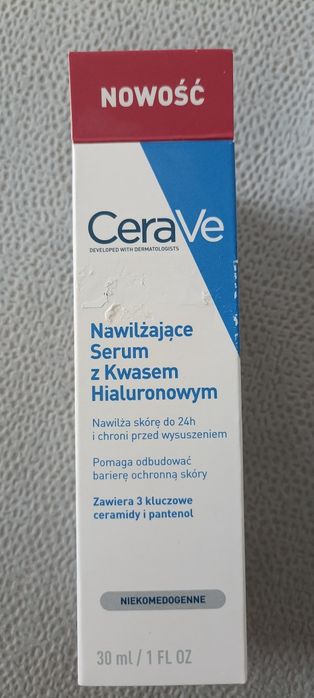 NOWOŚĆ
CeraVe
DEVELOPED WITH DERMATOLOGISTS
Nawilżające
Serum
z Kwasem
Hialuronowym
Nawilża skórę do 24h
i chroni przed wysuszeniem
Pomaga odbudować
barierę ochronną skóry
Zawiera 3 kluczowe
ceramidy i pantenol
NIEKOMEDOGENNE
30 ml / 1 FL OZ